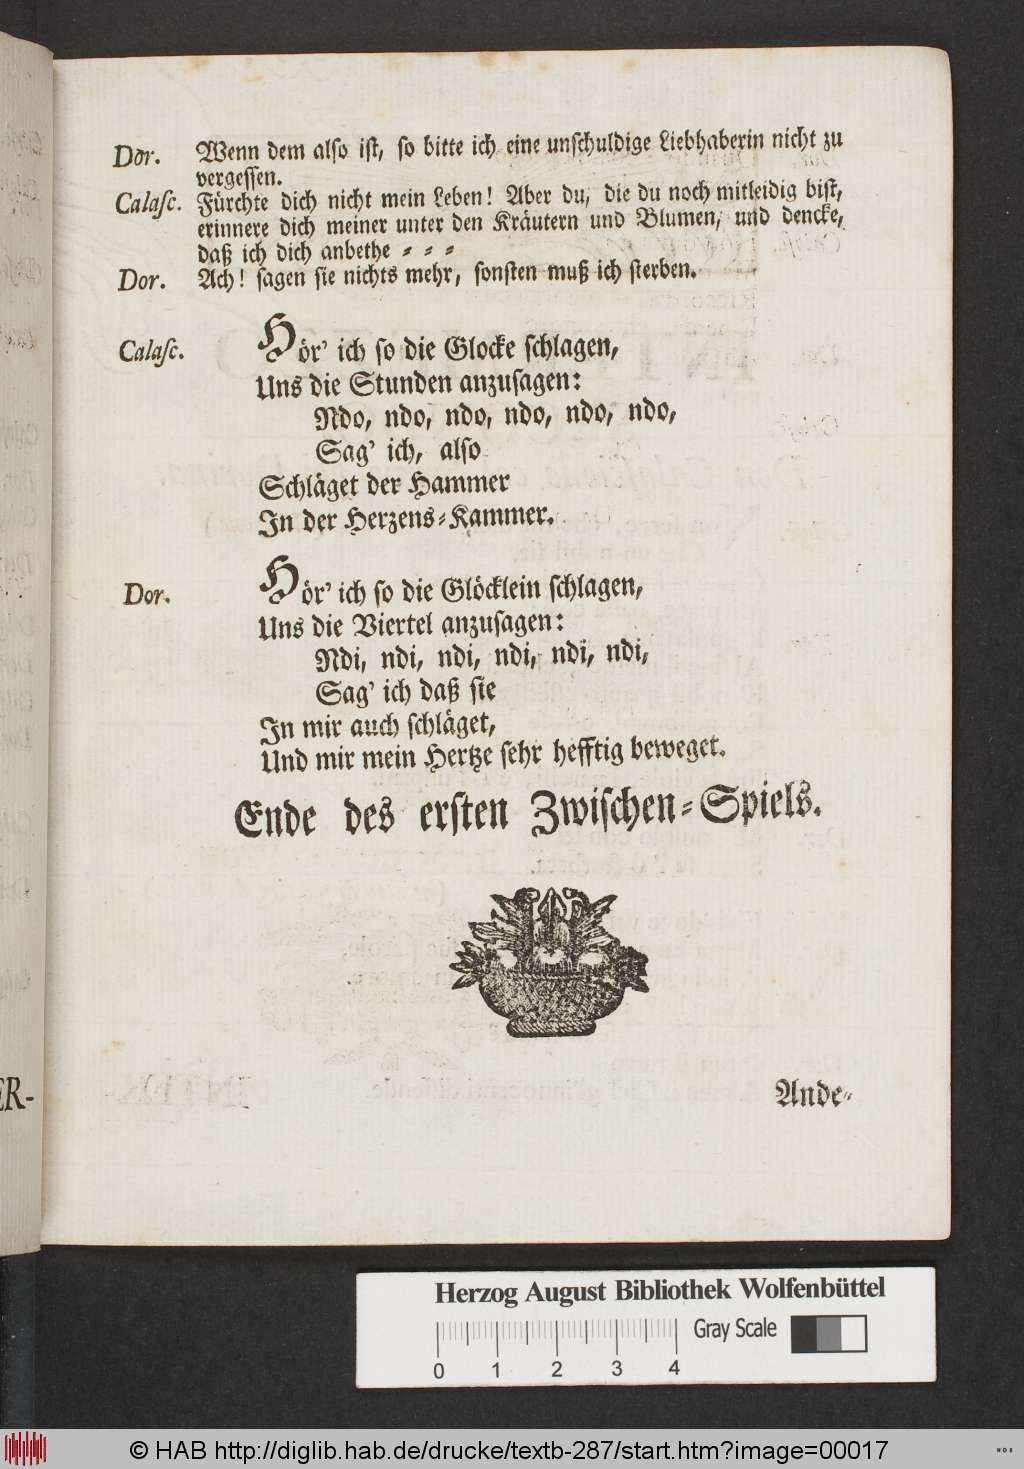 Dor. Wenn dem also ist, so bitte ich eine unschuldige Liebhaberin nicht zu
vergessen.
Calasc. Fürchte dich nicht mein Leben! Aber du, die du noch mitleidig bist,
erinnere dich meiner unter den Kräutern und Blumen, und dencke,
daß ich dich anbethe = = =
Dor. Ach! sagen sie nichts mehr, sonsten muß ich sterben.
Calasc. Hör' ich so die Glocke schlagen,
Uns die Stunden anzusagen:
Ndo, ndo, ndo, ndo, ndo, ndo,
Sag' ich, also
Schläget der Hammer
In der Herzens=Kammer.
Dor. Hör' ich so die Glöcklein schlagen,
Uns die Viertel anzusagen:
Ndi, ndi, ndi, ndi, ndi, ndi,
Sag' ich daß sie
In mir auch schläget,
Und mir mein Hertze sehr hefftig beweget.
Ende des ersten Zwischen=Spiels.
Ande=
ER-
Herzog August Bibliothek Wolfenbüttel
Gray Scale
0 1 2 3 4
© HAB http://diglib.hab.de/drucke/textb-287/start.htm?image=00017